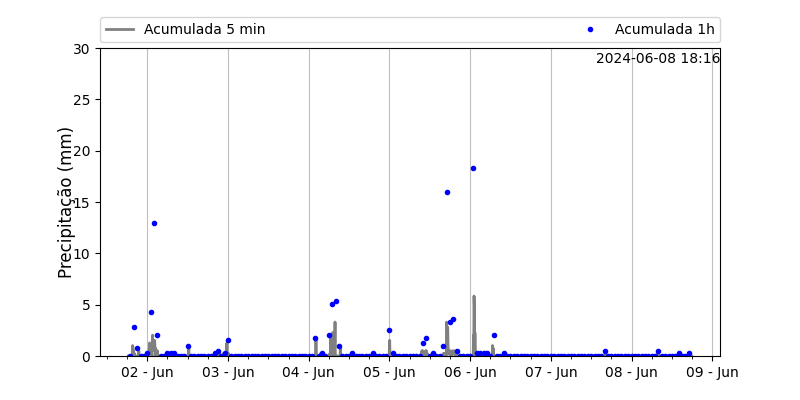 Acumulada 5 min
Acumulada 1h
2024-06-08 18:16
Precipitação (mm)
30
25
20
15
10
5
0
02 - Jun 03 - Jun 04 - Jun 05 - Jun 06 - Jun 07 - Jun 08 - Jun 09 - Jun